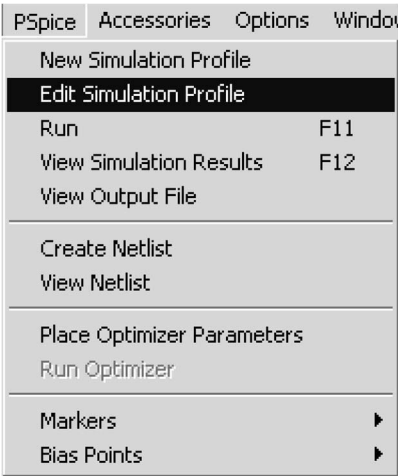 PSpice Accessories Options Window
New Simulation Profile
Edit Simulation Profile
Run F11
View Simulation Results F12
View Output File
Create Netlist
View Netlist
Place Optimizer Parameters
Run Optimizer
Markers
Bias Points